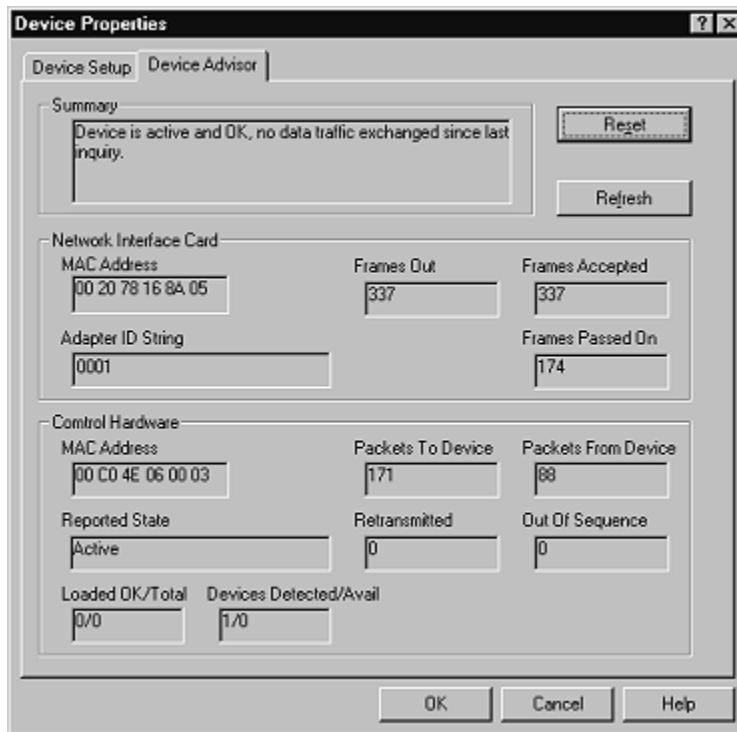 Device Properties
? ×
Device Setup Device Advisor
Summary
Device is active and OK, no data traffic exchanged since last
inquiry.
Reset
Refresh
Network Interface Card
MAC Address Frames Out Frames Accepted
00 20 78 16 8A 05 337 337
Adapter ID String Frames Passed On
0001 174
Comtrol Hardware
MAC Address Packets To Device Packets From Device
00 C0 4E 06 00 03 171 88
Reported State Retransmitted Out Of Sequence
Active 0 0
Loaded OK/Total Devices Detected/Avail
0/0 1/0
OK Cancel Help